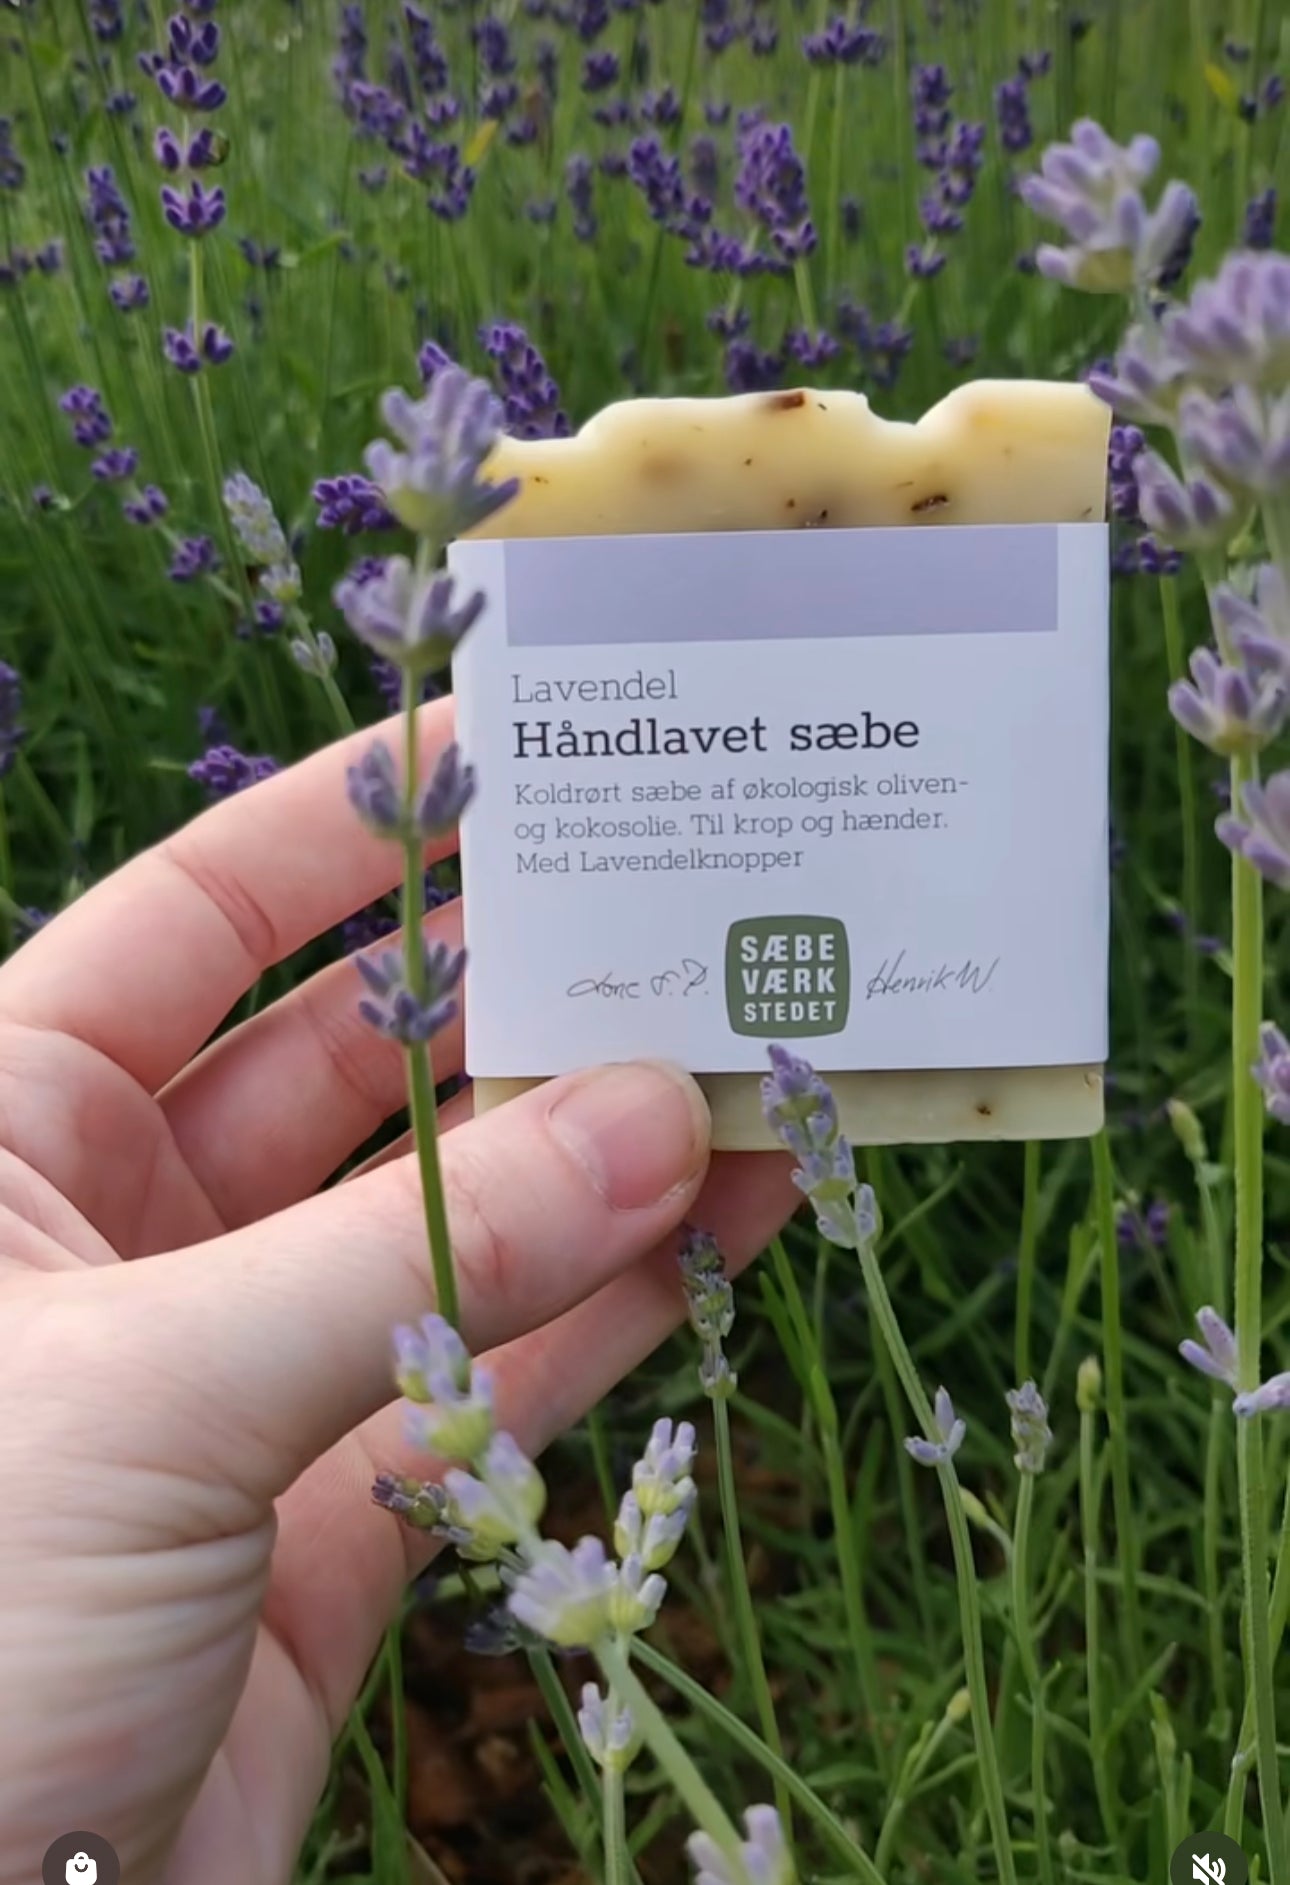 Lavendel
Håndlavet sæbe
Koldrørt sæbe af økologisk oliven-
og kokosolie. Til krop og hænder.
Med Lavendelknopper
SÆBE
VÆRK
STEDET
Henrik W.